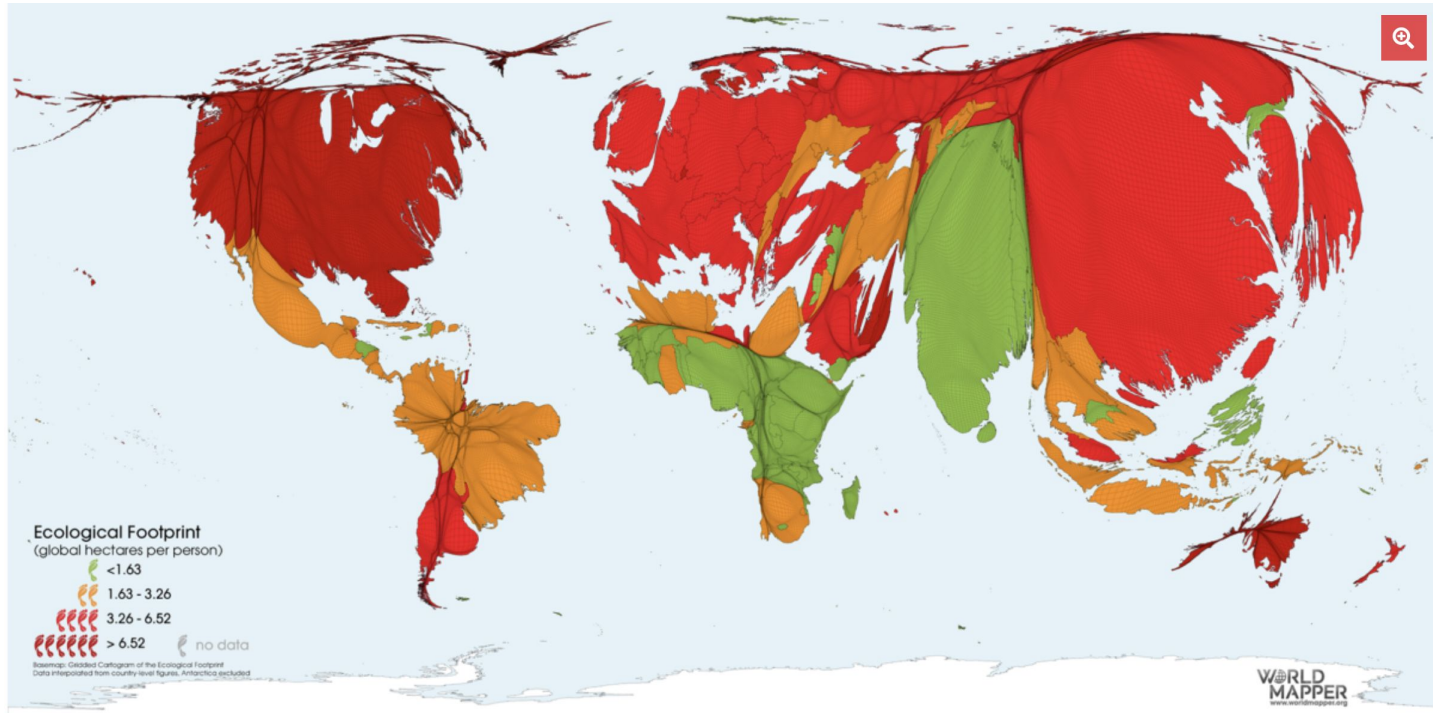 Ecological Footprint
(global hectares per person)
<1.63
1.63 - 3.26
3.26 - 6.52
> 6.52 no data
Basemap: Gridded Cartogram of the Ecological Footprint
Data interpolated from country-level figures, Antarctica excluded
WORLD
MAPPER
www.worldmapper.org